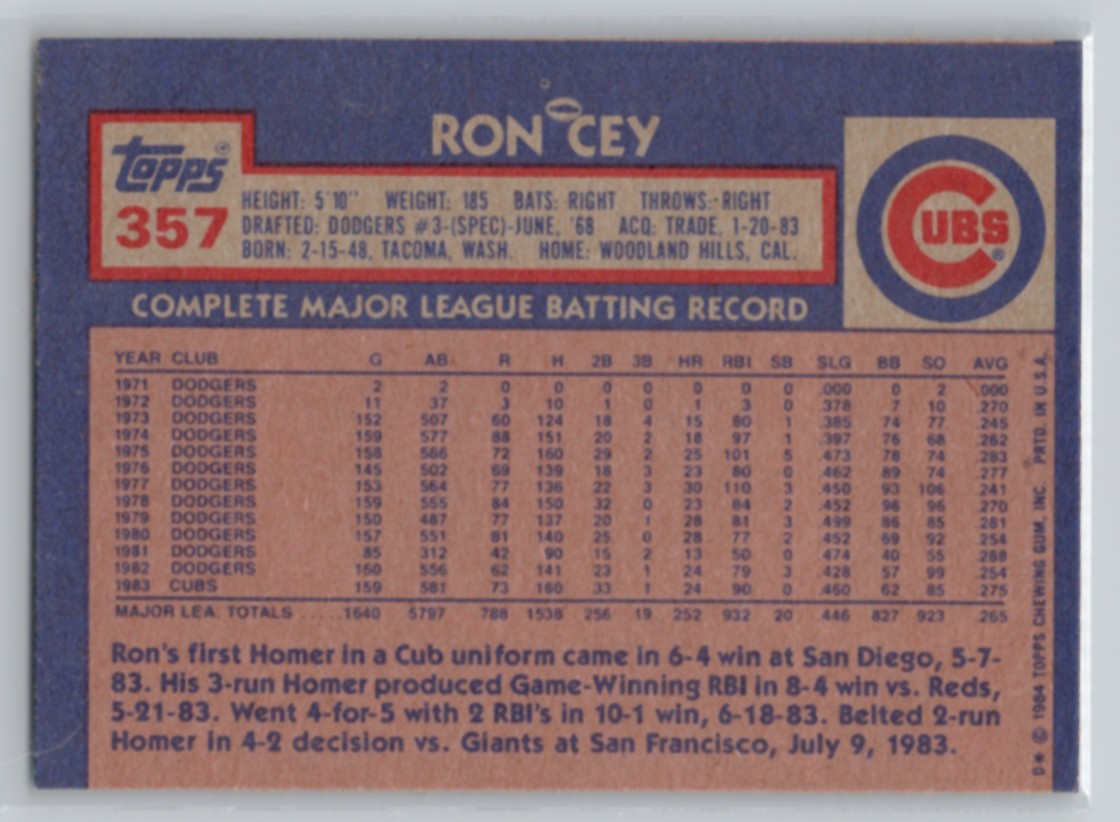 RON CEY
topps®
357
HEIGHT: 5'10" WEIGHT: 185 BATS: RIGHT THROWS: RIGHT
DRAFTED: DODGERS #3-(SPEC)-JUNE, '68 ACQ: TRADE, 1-20-83
BORN: 2-15-48, TACOMA, WASH. HOME: WOODLAND HILLS, CAL.
CUBS®
COMPLETE MAJOR LEAGUE BATTING RECORD
YEAR CLUB G AB R H 2B 3B HR RBI SB SLG BB SO AVG
1971 DODGERS 2 2 0 0 0 0 0 0 0 .000 0 2 .000
1972 DODGERS 11 37 3 10 1 0 1 3 0 .378 7 10 .270
1973 DODGERS 152 507 60 124 18 4 15 80 1 .385 74 77 .245
1974 DODGERS 159 577 88 151 20 2 18 97 1 .397 76 68 .262
1975 DODGERS 158 566 72 160 29 2 25 101 5 .473 78 74 .283
1976 DODGERS 145 502 69 139 18 3 23 80 0 .462 89 74 .277
1977 DODGERS 153 564 77 136 22 3 30 110 3 .450 93 106 .241
1978 DODGERS 159 555 84 150 32 0 23 84 2 .452 96 96 .270
1979 DODGERS 150 487 77 137 20 1 28 81 3 .499 86 85 .281
1980 DODGERS 157 551 81 140 25 0 28 77 2 .452 69 92 .254
1981 DODGERS 85 312 42 90 15 2 13 50 0 .474 40 55 .288
1982 DODGERS 150 556 62 141 23 1 24 79 3 .428 57 99 .254
1983 CUBS 159 581 73 160 33 1 24 90 0 .460 62 85 .275
MAJOR LEA. TOTALS ..... 1640 5797 788 1538 256 19 252 932 20 .446 827 923 .265
Ron's first Homer in a Cub uniform came in 6-4 win at San Diego, 5-7-
83. His 3-run Homer produced Game-Winning RBI in 8-4 win vs. Reds,
5-21-83. Went 4-for-5 with 2 RBI's in 10-1 win, 6-18-83. Belted 2-run
Homer in 4-2 decision vs. Giants at San Francisco, July 9, 1983.
D* © 1984 TOPPS CHEWING GUM, INC. PRTD. IN U.S.A.